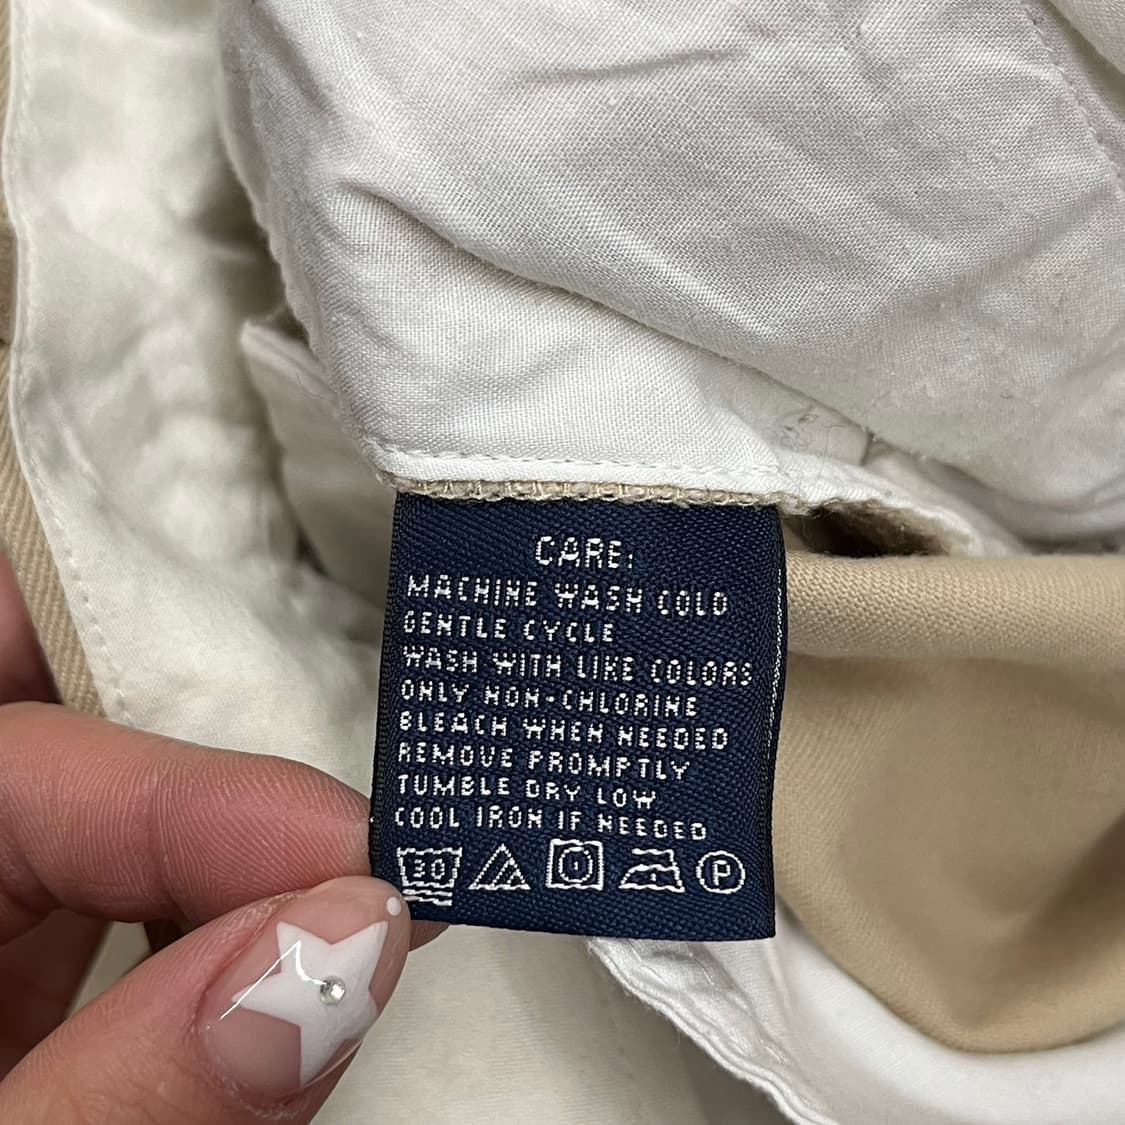 CARE:
MACHINE WASH COLD
GENTLE CYCLE
WASH WITH LIKE COLORS
ONLY NON-CHLORINE
BLEACH WHEN NEEDED
REMOVE PROMPTLY
TUMBLE DRY LOW
COOL IRON IF NEEDED
30 P